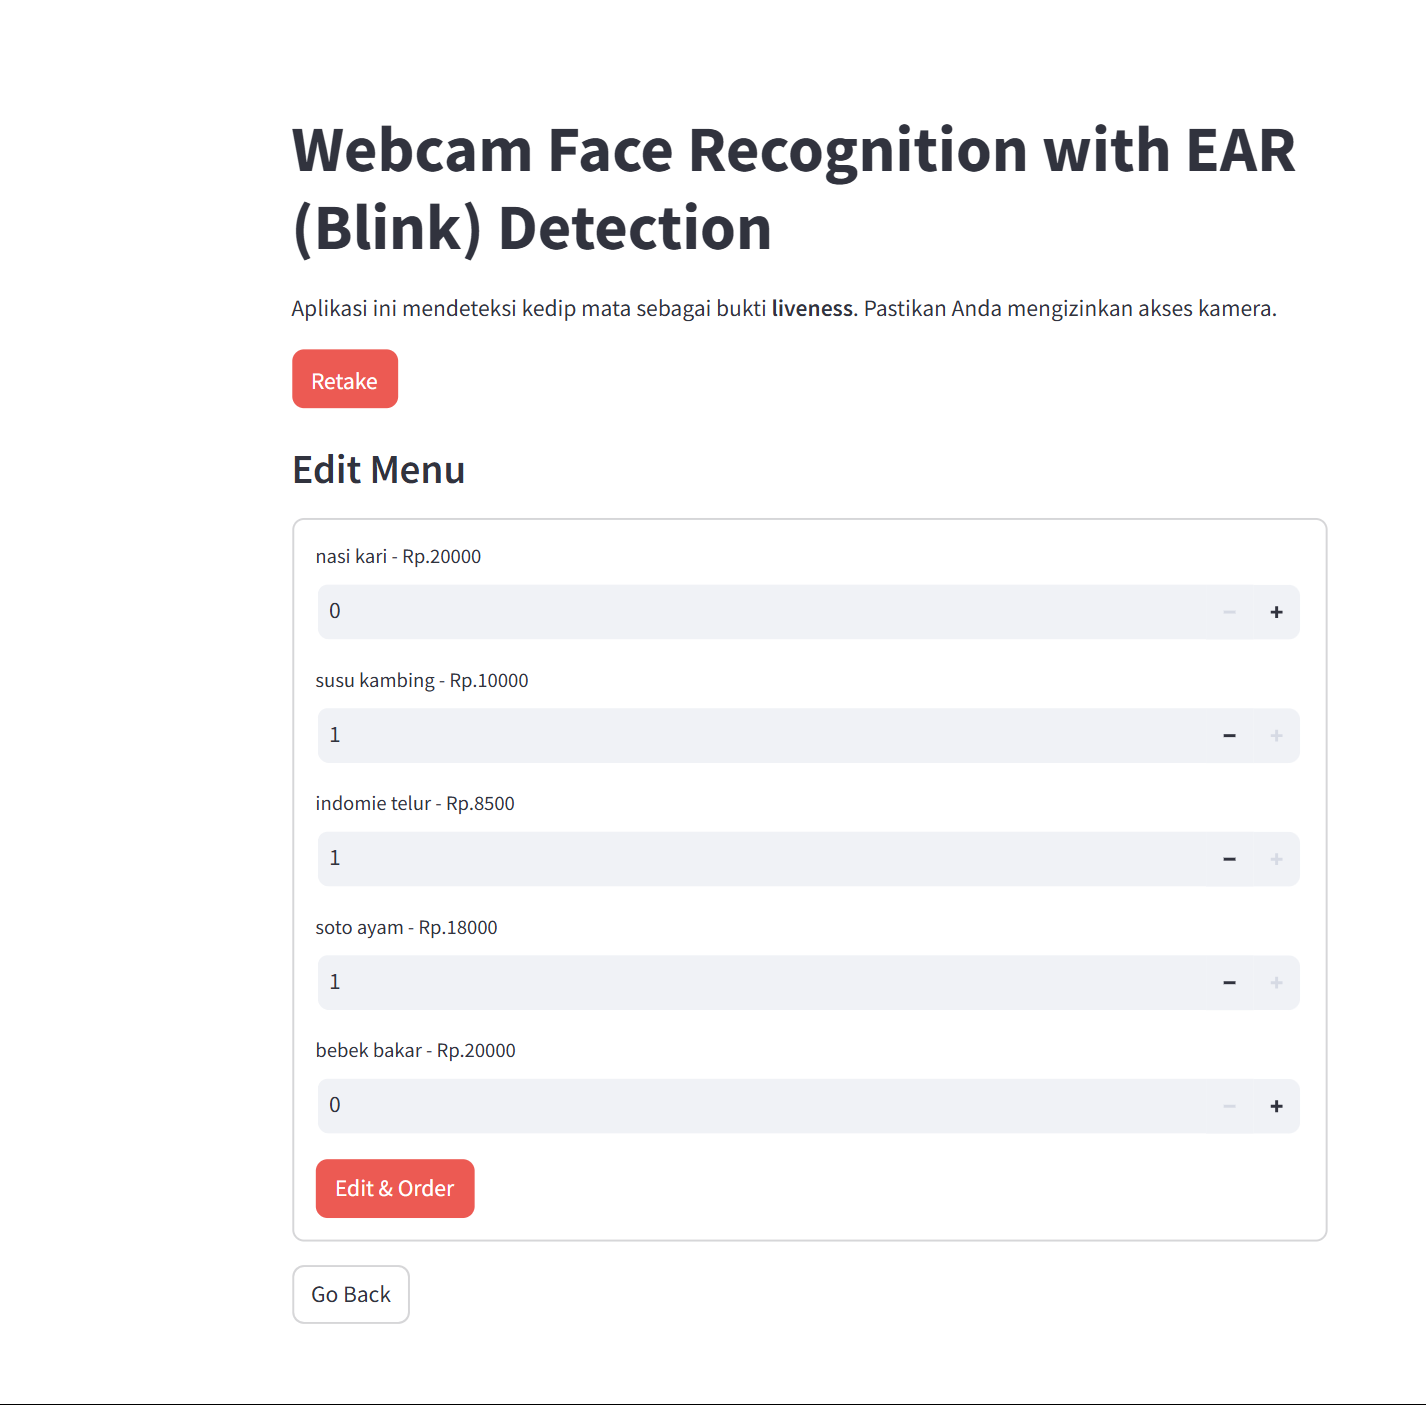 Webcam Face Recognition with EAR
(Blink) Detection
Aplikasi ini mendeteksi kedip mata sebagai bukti liveness. Pastikan Anda mengizinkan akses kamera.
Retake
Edit Menu
nasi kari - Rp.20000
0 − +
susu kambing - Rp.10000
1 − +
indomie telur - Rp.8500
1 − +
soto ayam - Rp.18000
1 − +
bebek bakar - Rp.20000
0 − +
Edit & Order
Go Back